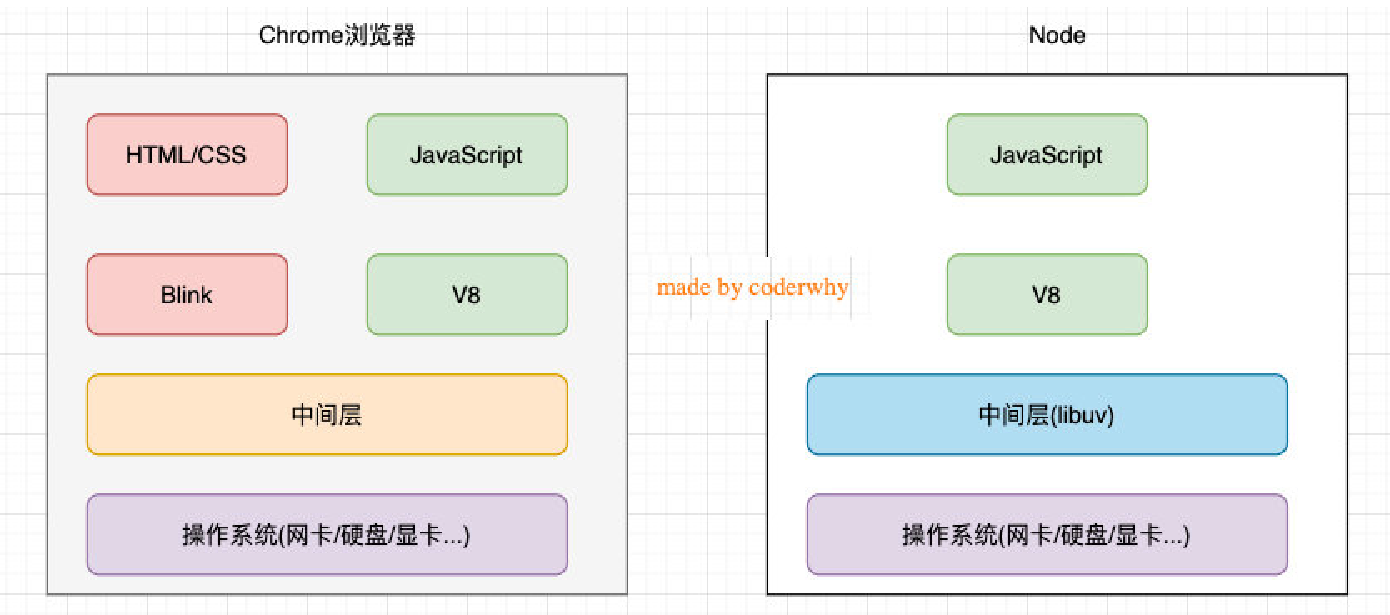 Chrome浏览器
HTML/CSS
JavaScript
Blink
V8
中间层
操作系统(网卡/硬盘/显卡...)
made by coderwhy
Node
JavaScript
V8
中间层(libuv)
操作系统(网卡/硬盘/显卡...)